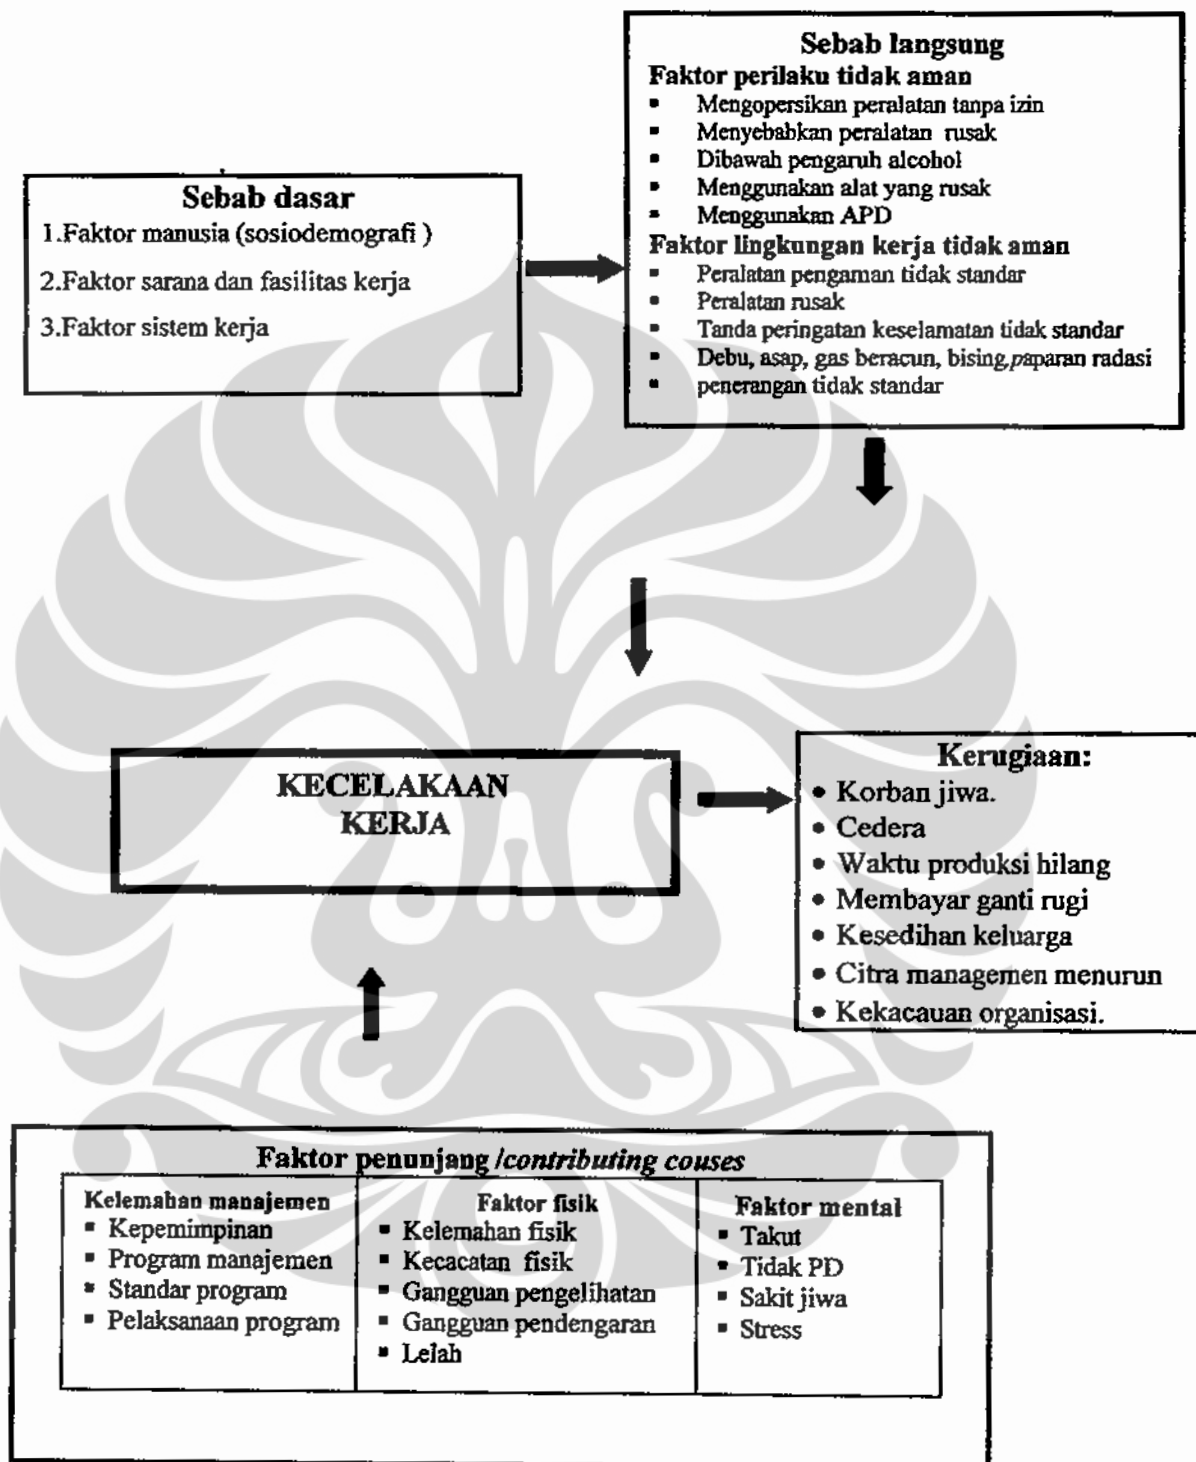 Sebab langsung
Faktor perilaku tidak aman
▪ Mengopersikan peralatan tanpa izin
▪ Menyebabkan peralatan rusak
▪ Dibawah pengaruh alcohol
▪ Menggunakan alat yang rusak
▪ Menggunakan APD
Faktor lingkungan kerja tidak aman
▪ Peralatan pengaman tidak standar
▪ Peralatan rusak
▪ Tanda peringatan keselamatan tidak standar
▪ Debu, asap, gas beracun, bising,paparan radasi
▪ penerangan tidak standar
Sebab dasar
1.Faktor manusia (sosiodemografi )
2.Faktor sarana dan fasilitas kerja
3.Faktor sistem kerja
KECELAKAAN
KERJA
Kerugiaan:
• Korban jiwa.
• Cedera
• Waktu produksi hilang
• Membayar ganti rugi
• Kesedihan keluarga
• Citra managemen menurun
• Kekacauan organisasi.
Faktor penunjang /contributing couses
Kelemahan manajemen
▪ Kepemimpinan
▪ Program manajemen
▪ Standar program
▪ Pelaksanaan program
Faktor fisik
▪ Kelemahan fisik
▪ Kecacatan fisik
▪ Gangguan pengelihatan
▪ Gangguan pendengaran
▪ Lelah
Faktor mental
▪ Takut
▪ Tidak PD
▪ Sakit jiwa
▪ Stress